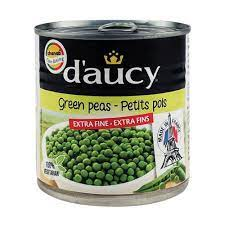 d'aucy
Green peas - Petits pois
EXTRA FINE - EXTRA FINS
100%
VEGETARIAN